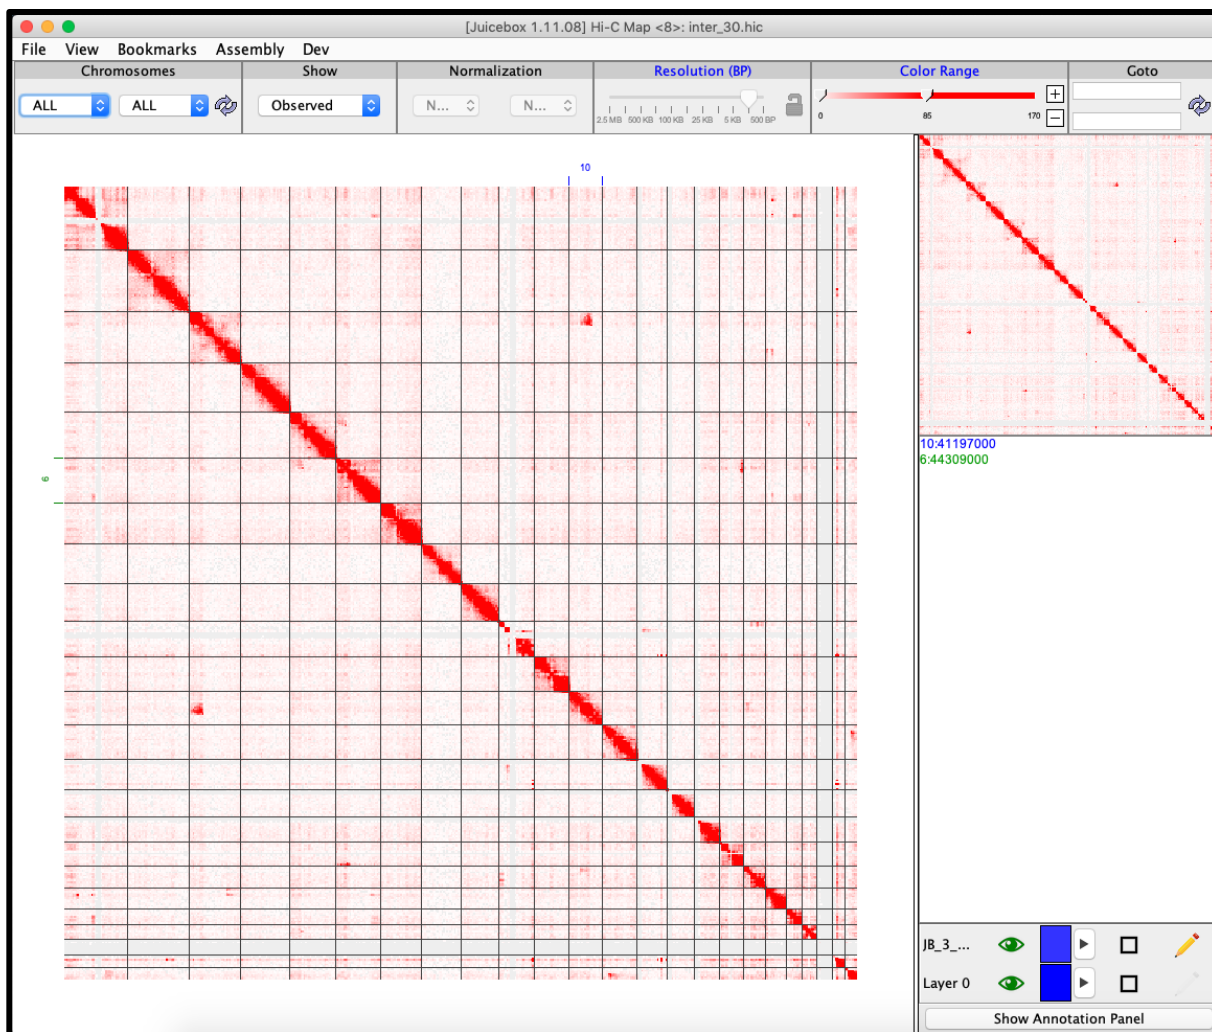 [Juicebox 1.11.08] Hi-C Map <8>: inter_30.hic
File View Bookmarks Assembly Dev
Chromosomes Show Normalization Resolution (BP) Color Range Goto
ALL ALL Observed N... N...
2.5 MB 500 KB 100 KB 25 KB 5 KB 500 BP
0 85 170
10
6
10:41197000
6:44309000
JB_3_...
Layer 0
Show Annotation Panel